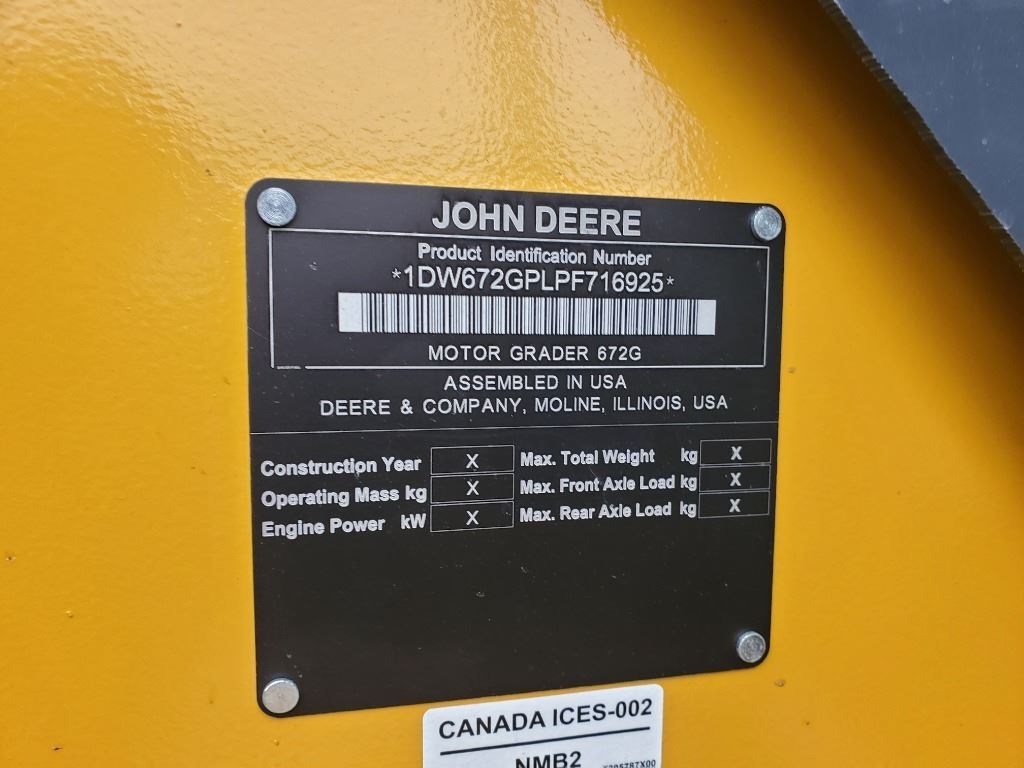 JOHN DEERE
Product Identification Number
*1DW672GPLPF716925*
MOTOR GRADER 672G
ASSEMBLED IN USA
DEERE & COMPANY, MOLINE, ILLINOIS, USA
Construction Year X Max. Total Weight kg X
Operating Mass kg X Max. Front Axle Load kg X
Engine Power kW X Max. Rear Axle Load kg X
CANADA ICES-002
NMB2